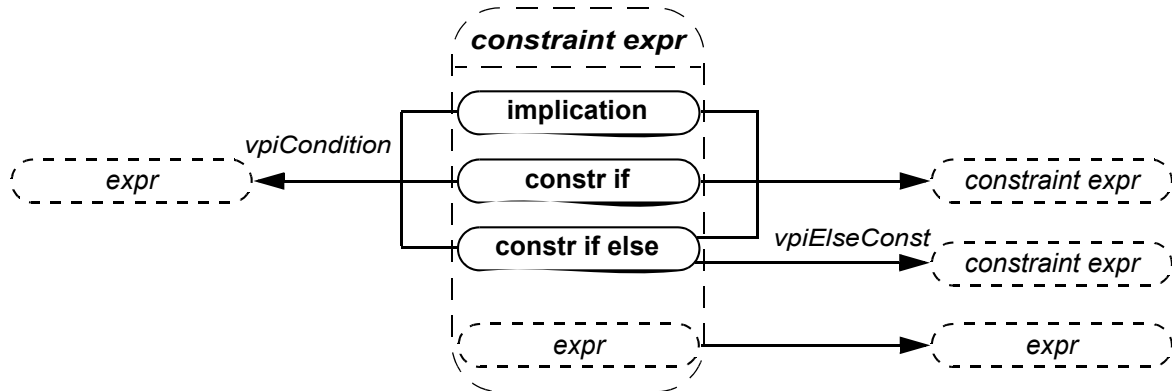 constraint expr
implication
vpiCondition
expr
constr if
constraint expr
constr if else
vpiElseConst
constraint expr
expr
expr